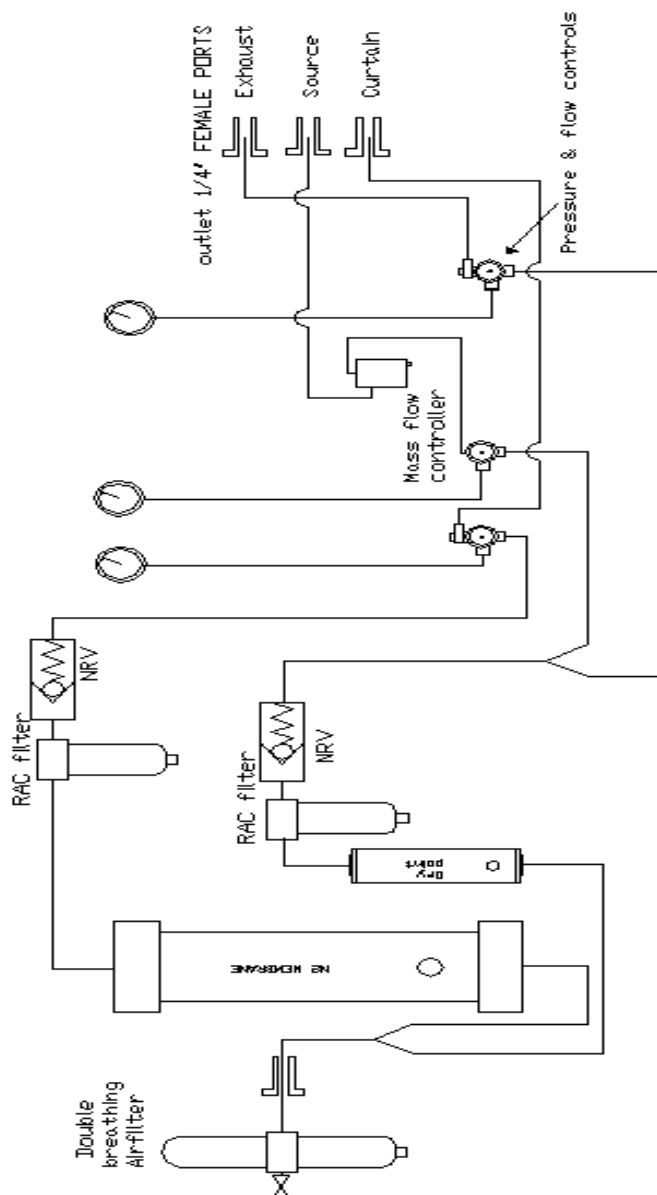 outlet 1/4" FEMALE PORTS
Exhaust
Source
Curtain
Pressure & flow controls
Mass flow
controller
NRV
RAC filter
NRV
RAC filter
Dry
point
N2 MEMBRANE
Double
breathing
Airfilter